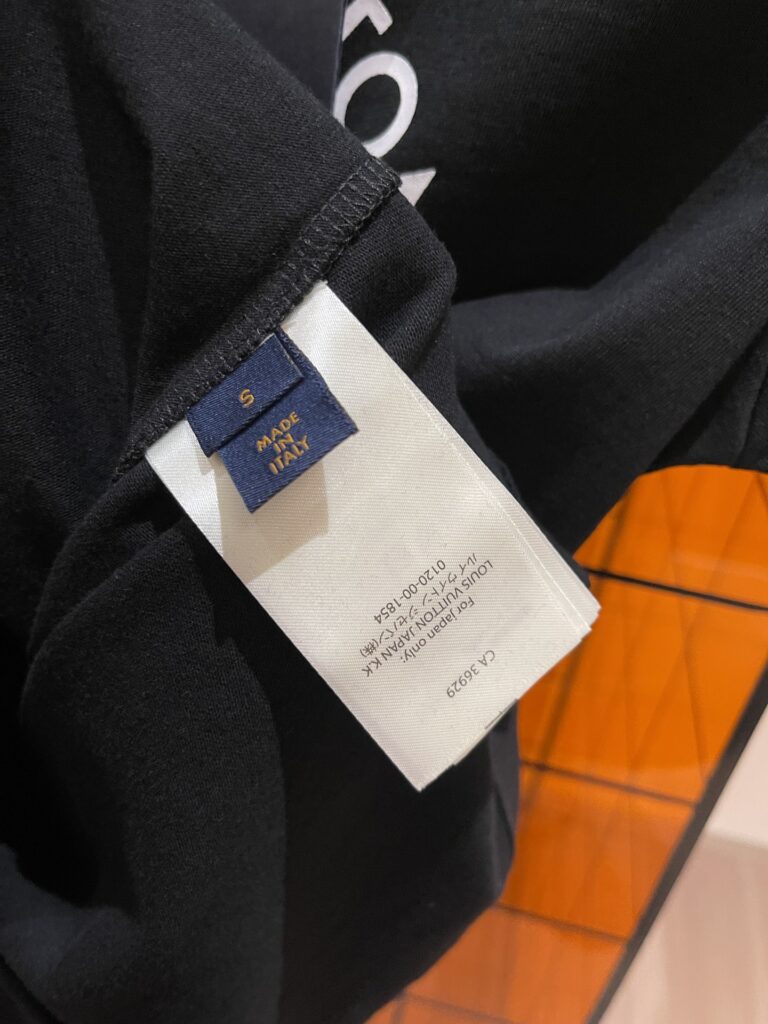 S
MADE
IN
ITALY
CA 36929
For Japan only:
LOUIS VUITTON JAPAN K.K
ルイ ヴィトン ジャパン(株)
0120-00-1854